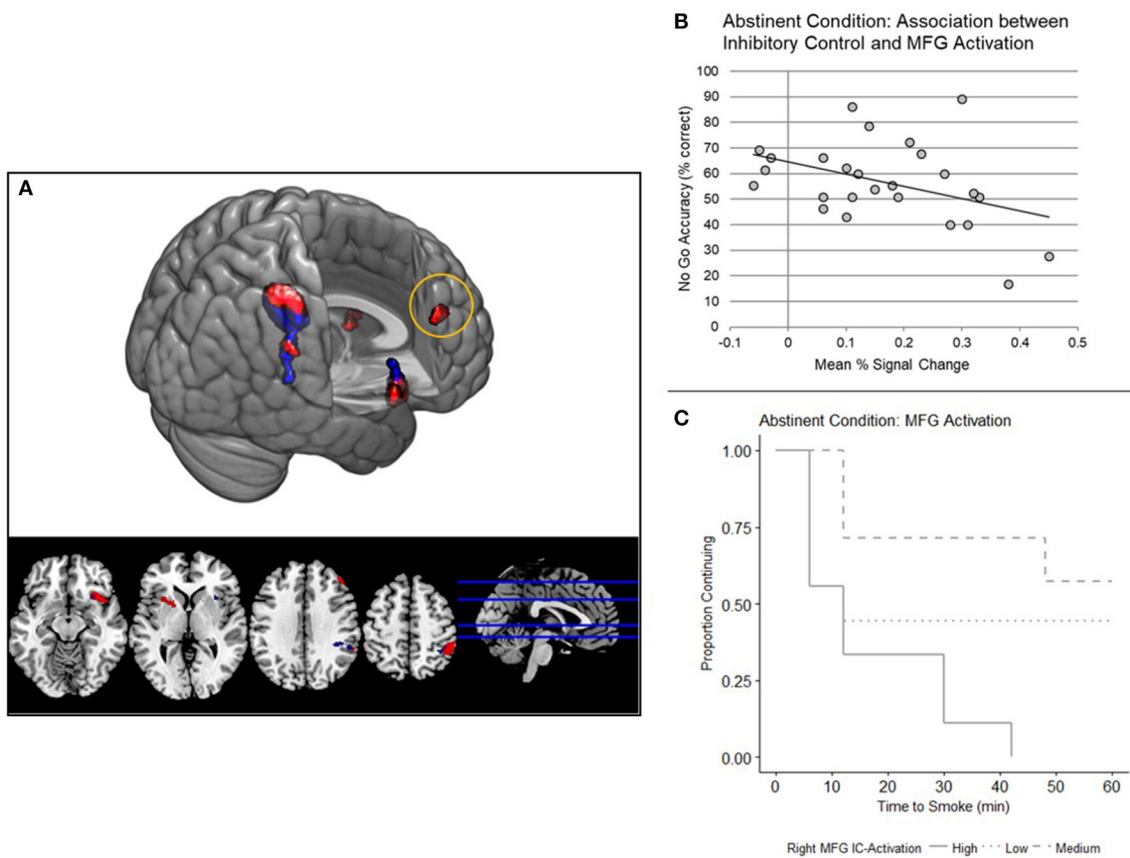 A
B
Abstinent Condition: Association between
Inhibitory Control and MFG Activation
No Go Accuracy (% correct)
100
90
80
70
60
50
40
30
20
10
0
-0.1 0 0.1 0.2 0.3 0.4 0.5
Mean % Signal Change
C
Abstinent Condition: MFG Activation
Proportion Continuing
1.00
0.75
0.50
0.25
0.00
0 10 20 30 40 50 60
Time to Smoke (min)
Right MFG IC-Activation High Low Medium